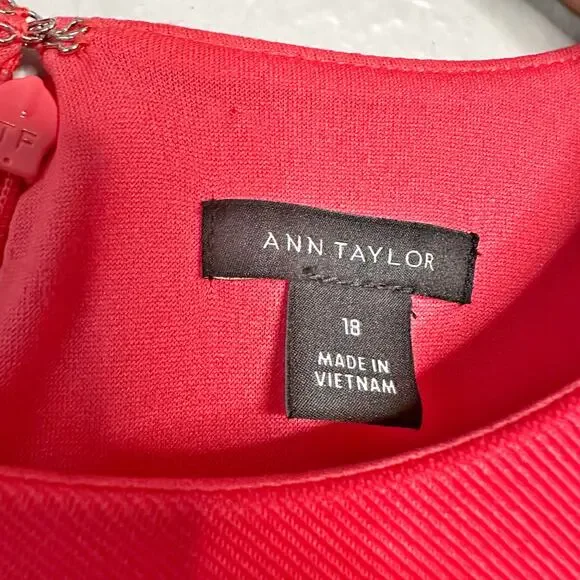 ANN TAYLOR
18
MADE IN
VIETNAM